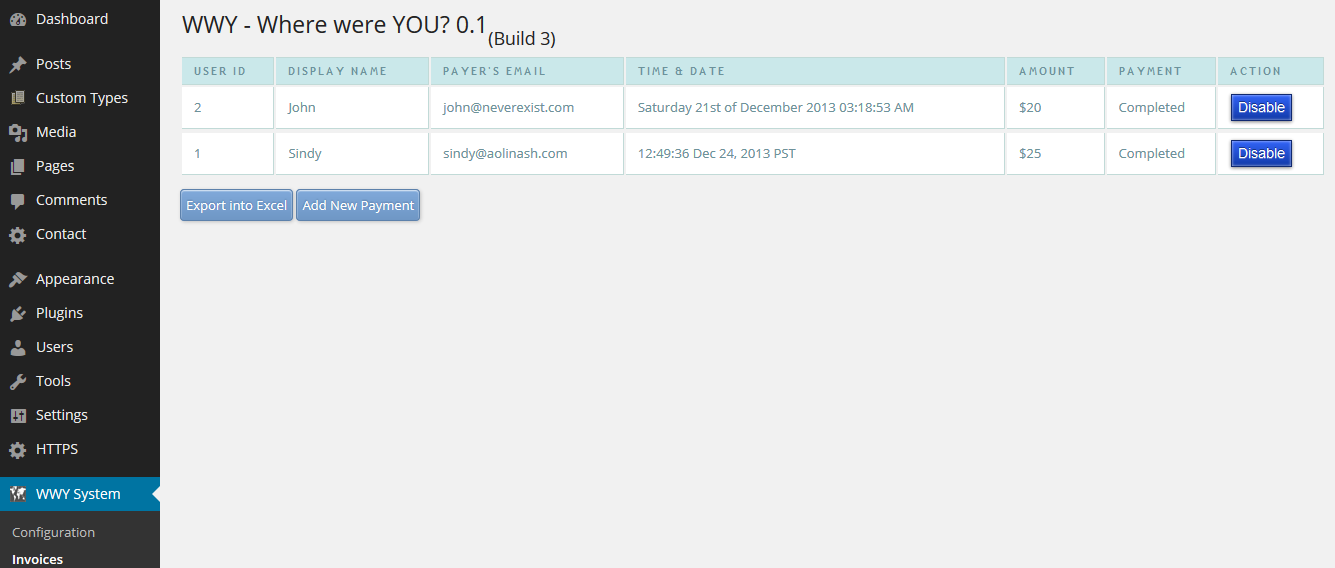 Dashboard
Posts
Custom Types
Media
Pages
Comments
Contact
Appearance
Plugins
Users
Tools
Settings
HTTPS
WWY System
Configuration
Invoices
WWY - Where were YOU? 0.1 (Build 3)
USER ID DISPLAY NAME PAYER'S EMAIL TIME & DATE AMOUNT PAYMENT ACTION
2 John john@neverexist.com Saturday 21st of December 2013 03:18:53 AM $20 Completed Disable
1 Sindy sindy@aolinash.com 12:49:36 Dec 24, 2013 PST $25 Completed Disable
Export into Excel Add New Payment